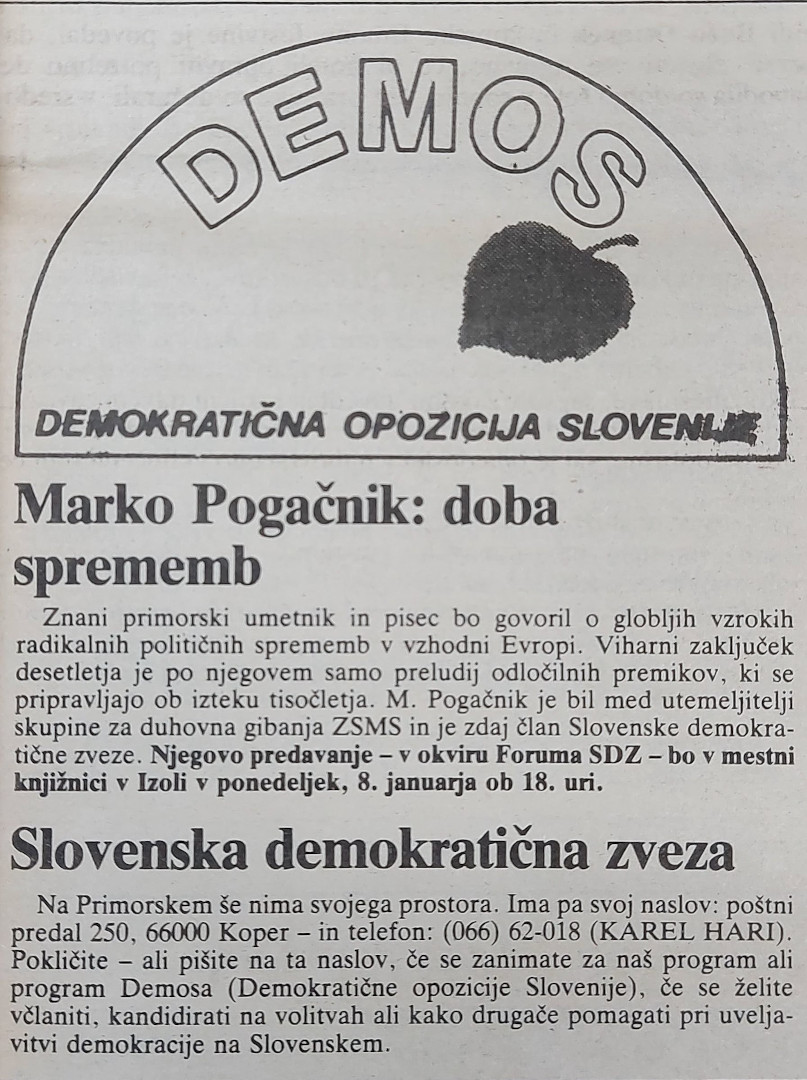 DEMOS
DEMOKRATIČNA OPOZICIJA SLOVENIJE
Marko Pogačnik: doba
sprememb
Znani primorski umetnik in pisec bo govoril o globljih vzrokih
radikalnih političnih sprememb v vzhodni Evropi. Viharni zaključek
desetletja je po njegovem samo preludij odločilnih premikov, ki se
pripravljajo ob izteku tisočletja. M. Pogačnik je bil med utemeljitelji
skupine za duhovna gibanja ZSMS in je zdaj član Slovenske demokra-
tične zveze. Njegovo predavanje – v okviru Foruma SDZ – bo v mestni
knjižnici v Izoli v ponedeljek, 8. januarja ob 18. uri.
Slovenska demokratična zveza
Na Primorskem še nima svojega prostora. Ima pa svoj naslov: poštni
predal 250, 66000 Koper – in telefon: (066) 62-018 (KAREL HARI).
Pokličite – ali pišite na ta naslov, če se zanimate za naš program ali
program Demosa (Demokratične opozicije Slovenije), če se želite
včlaniti, kandidirati na volitvah ali kako drugače pomagati pri uvelja-
vitvi demokracije na Slovenskem.